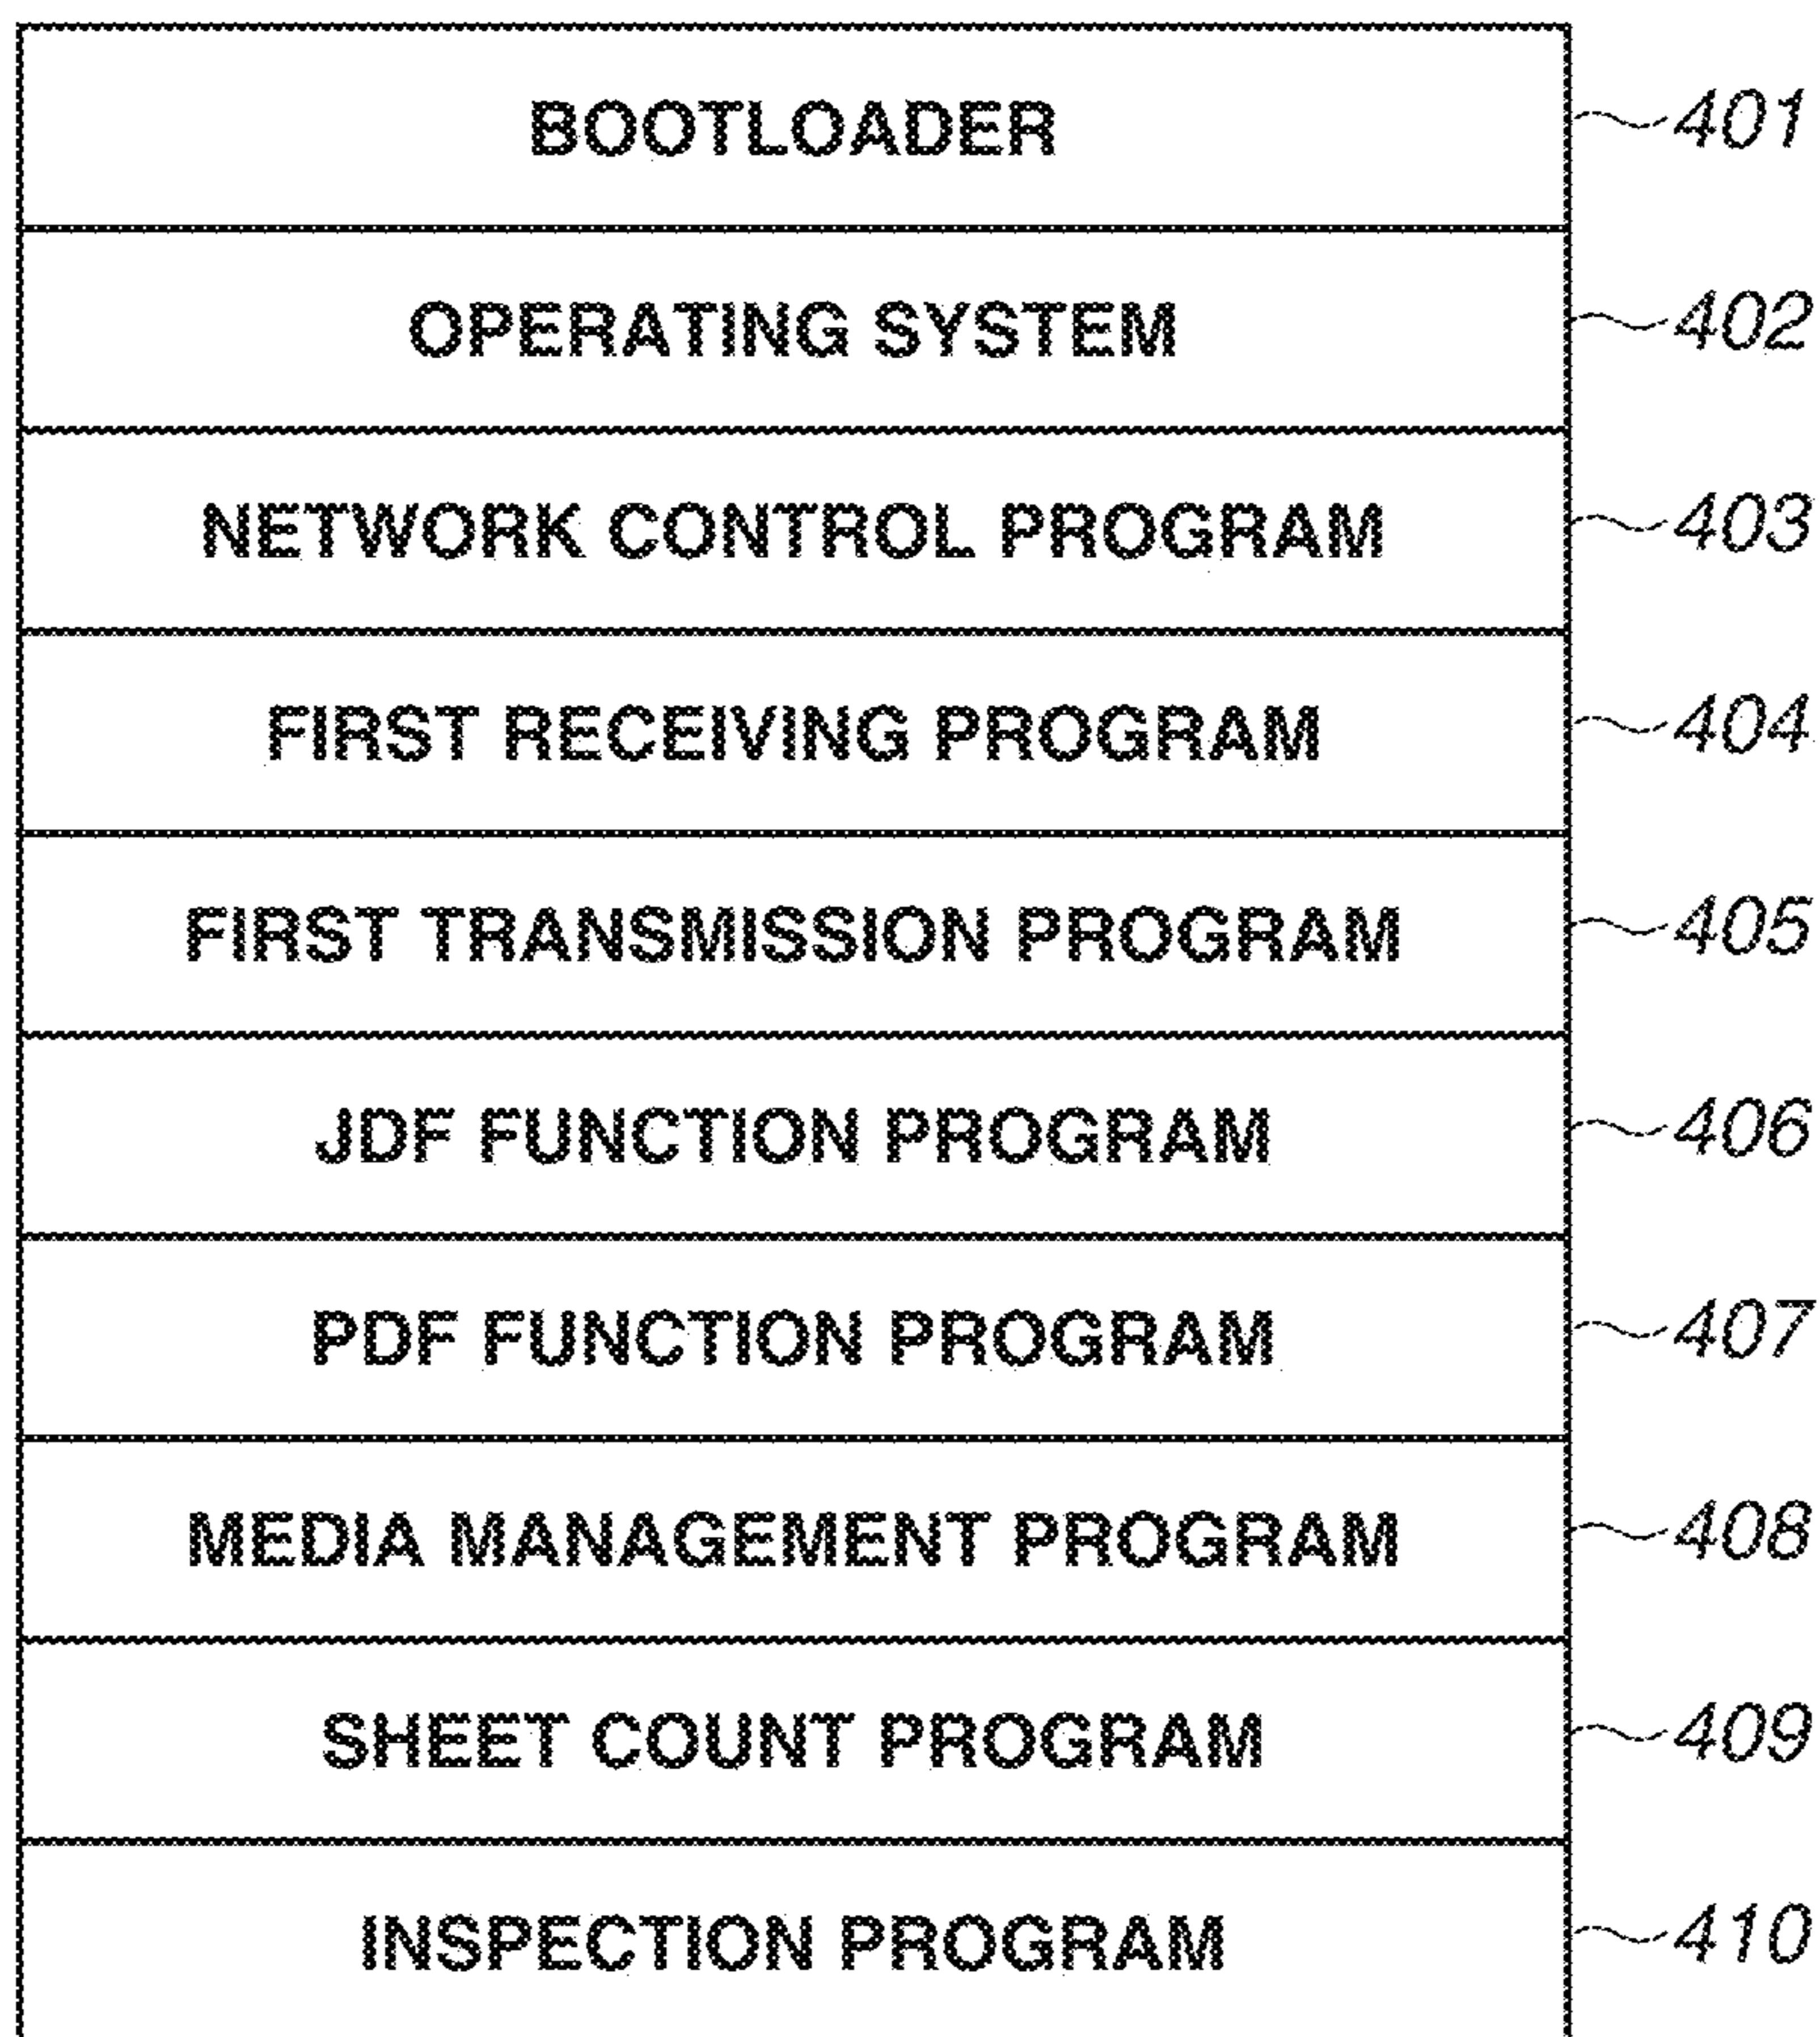 BOOTLOADER 401
OPERATING SYSTEM 402
NETWORK CONTROL PROGRAM 403
FIRST RECEIVING PROGRAM 404
FIRST TRANSMISSION PROGRAM 405
JDF FUNCTION PROGRAM 406
PDF FUNCTION PROGRAM 407
MEDIA MANAGEMENT PROGRAM 408
SHEET COUNT PROGRAM 409
INSPECTION PROGRAM 410